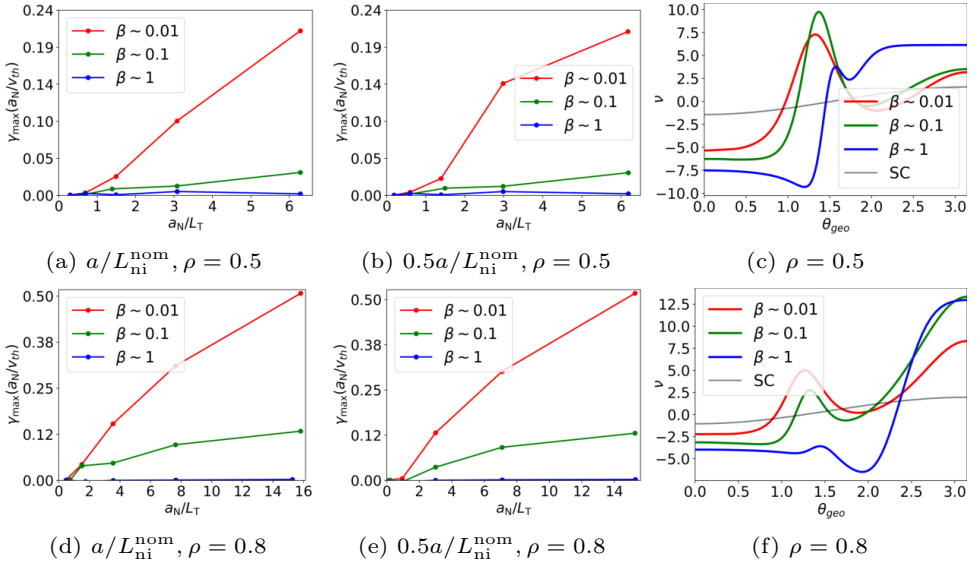 γmax(aN/vth)
0.24
0.20
0.14
0.10
0.05
0.00
β ~ 0.01
β ~ 0.1
β ~ 1
0 1 2 3 4 5 6
aN/LT
(a) a/Lni^nom, ρ = 0.5
γmax(aN/vth)
0.24
0.20
0.14
0.10
0.05
0.00
β ~ 0.01
β ~ 0.1
β ~ 1
0 1 2 3 4 5 6
aN/LT
(b) 0.5a/Lni^nom, ρ = 0.5
ν
10.0
7.5
5.0
2.5
0.0
−2.5
−5.0
−7.5
−10.0
β ~ 0.01
β ~ 0.1
β ~ 1
SC
0.0 0.5 1.0 1.5 2.0 2.5 3.0
θgeo
(c) ρ = 0.5
γmax(aN/vth)
0.50
0.38
0.25
0.12
0.00
β ~ 0.01
β ~ 0.1
β ~ 1
0 2 4 6 8 10 12 14 16
aN/LT
(d) a/Lni^nom, ρ = 0.8
γmax(aN/vth)
0.50
0.38
0.25
0.12
0.00
β ~ 0.01
β ~ 0.1
β ~ 1
0 2 4 6 8 10 12 14
aN/LT
(e) 0.5a/Lni^nom, ρ = 0.8
ν
12.5
10.0
7.5
5.0
2.5
0.0
−2.5
−5.0
β ~ 0.01
β ~ 0.1
β ~ 1
SC
0.0 0.5 1.0 1.5 2.0 2.5 3.0
θgeo
(f) ρ = 0.8